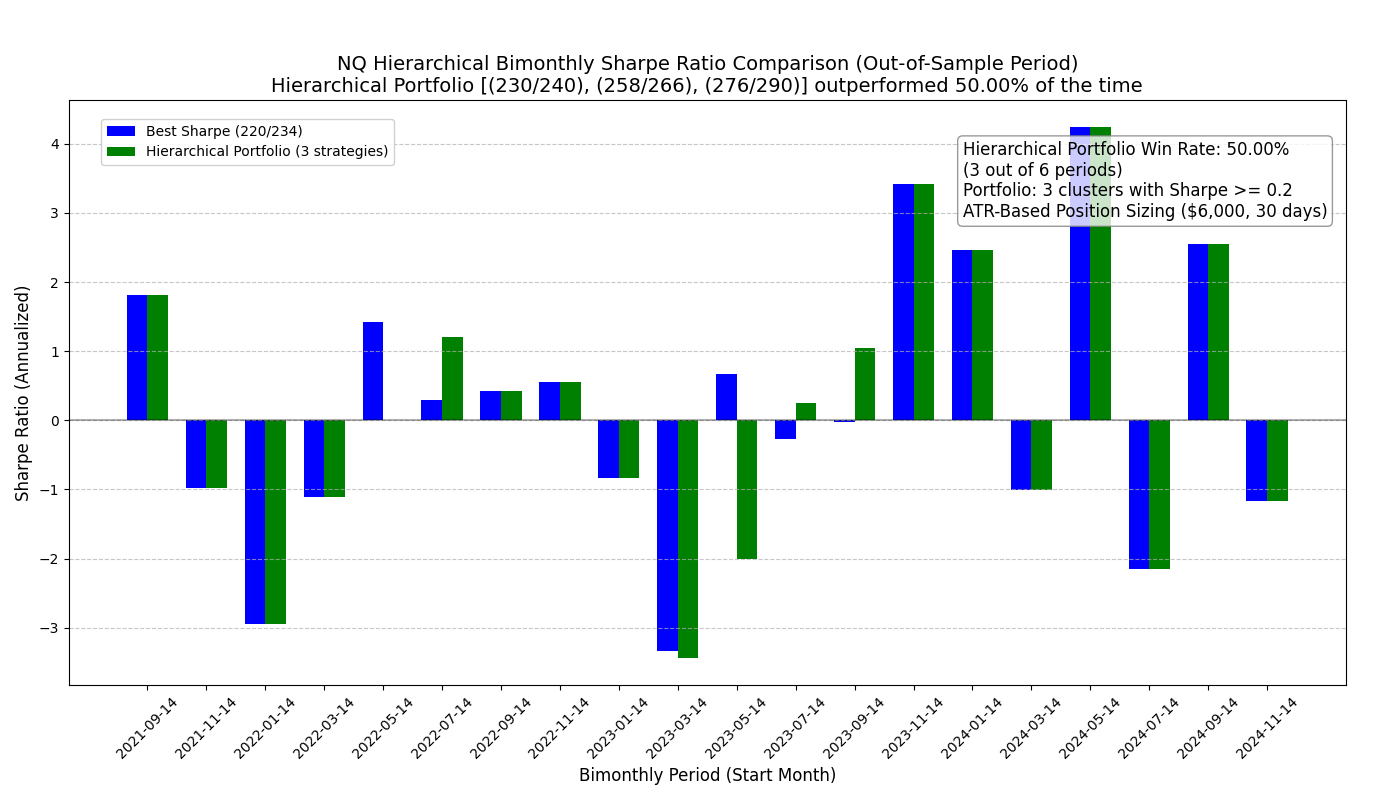 NQ Hierarchical Bimonthly Sharpe Ratio Comparison (Out-of-Sample Period)
Hierarchical Portfolio [(230/240), (258/266), (276/290)] outperformed 50.00% of the time
Best Sharpe (220/234)
Hierarchical Portfolio (3 strategies)
Hierarchical Portfolio Win Rate: 50.00%
(3 out of 6 periods)
Portfolio: 3 clusters with Sharpe >= 0.2
ATR-Based Position Sizing ($6,000, 30 days)
Sharpe Ratio (Annualized)
4
3
2
1
0
−1
−2
−3
2021-09-14
2021-11-14
2022-01-14
2022-03-14
2022-05-14
2022-07-14
2022-09-14
2022-11-14
2023-01-14
2023-03-14
2023-05-14
2023-07-14
2023-09-14
2023-11-14
2024-01-14
2024-03-14
2024-05-14
2024-07-14
2024-09-14
2024-11-14
Bimonthly Period (Start Month)